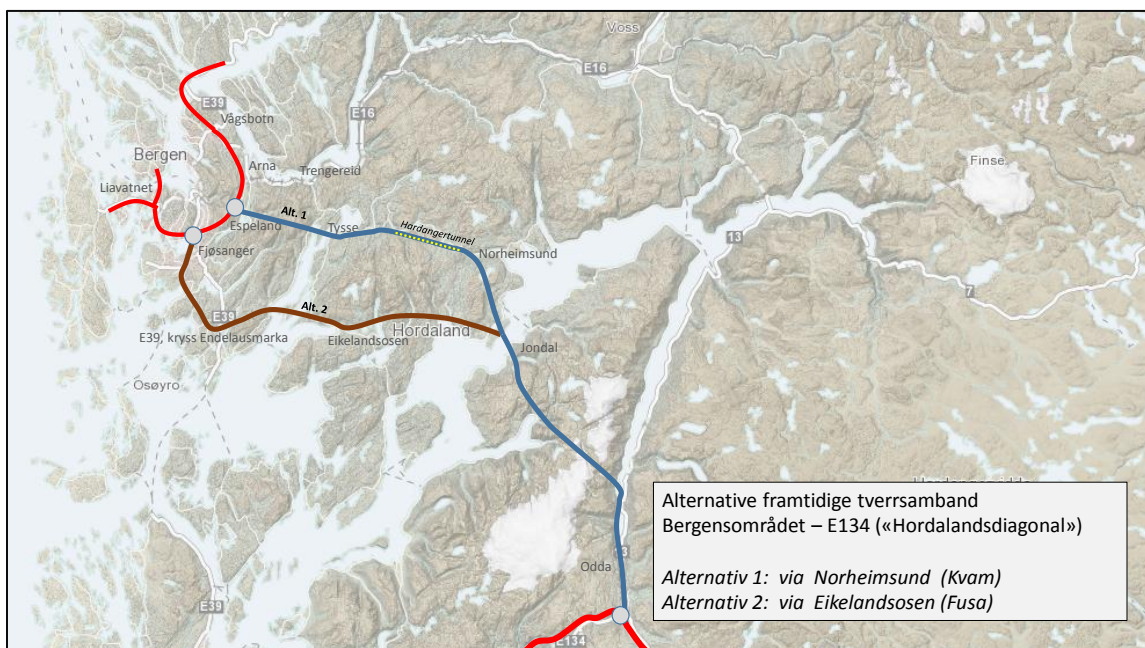 Voss
E16
E39
Vågsbotn
E16
Bergen
Arna
Trengereid
Finse
Liavatnet
Alt. 1
Espeland
Tysse
Hardangertunnel
Norheimsund
13
Fjøsanger
7
Alt. 2
E39
Hordaland
E39, kryss Endelausmarka
Eikelandsosen
Jondal
Osøyro
Alternative framtidige tverrsamband
Bergensområdet – E134 («Hordalandsdiagonal»)
Alternativ 1: via Norheimsund (Kvam)
Alternativ 2: via Eikelandsosen (Fusa)
Odda
E39
E134